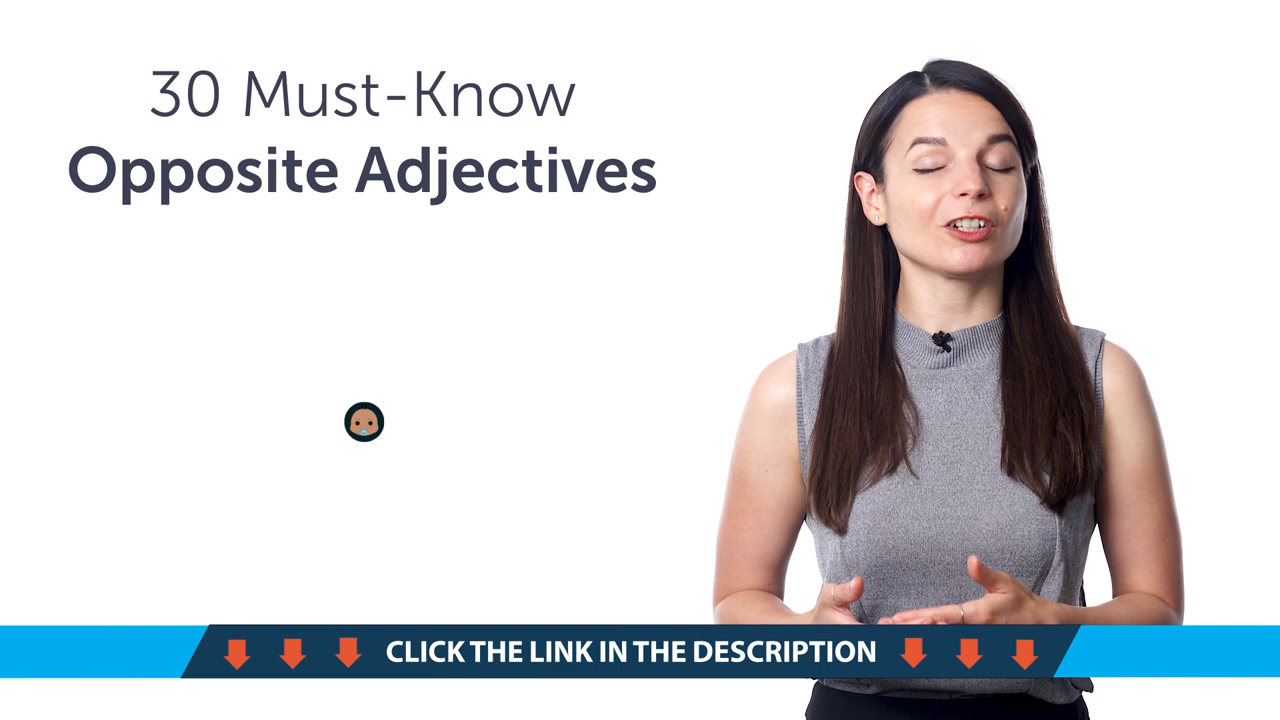 30 Must-Know
Opposite Adjectives
CLICK THE LINK IN THE DESCRIPTION